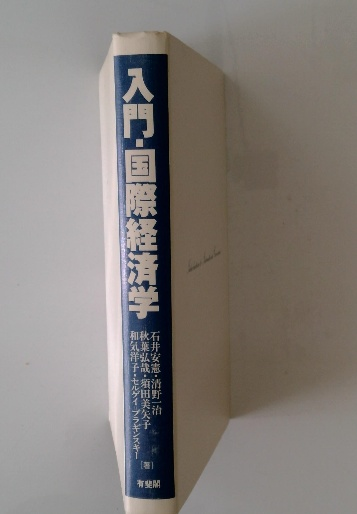 入門・国際経済学
石井安憲・清野一治
秋葉弘哉・須田美矢子
和気洋子・セルゲイ ブラギンスキー
[著]
有斐閣